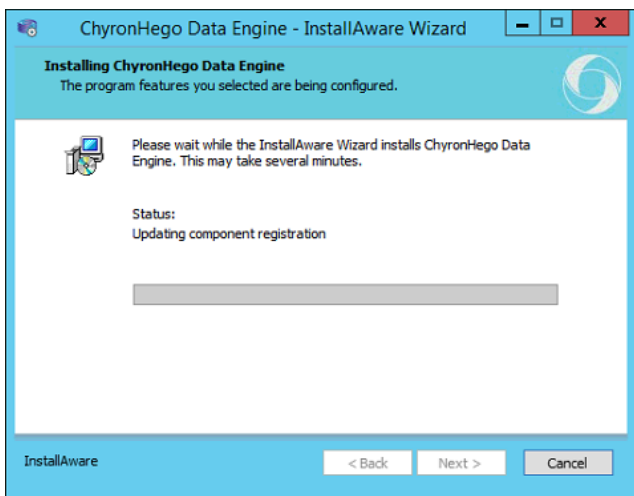 ChyronHego Data Engine - InstallAware Wizard
Installing ChyronHego Data Engine
The program features you selected are being configured.
Please wait while the InstallAware Wizard installs ChyronHego Data
Engine. This may take several minutes.
Status:
Updating component registration
InstallAware
< Back
Next >
Cancel